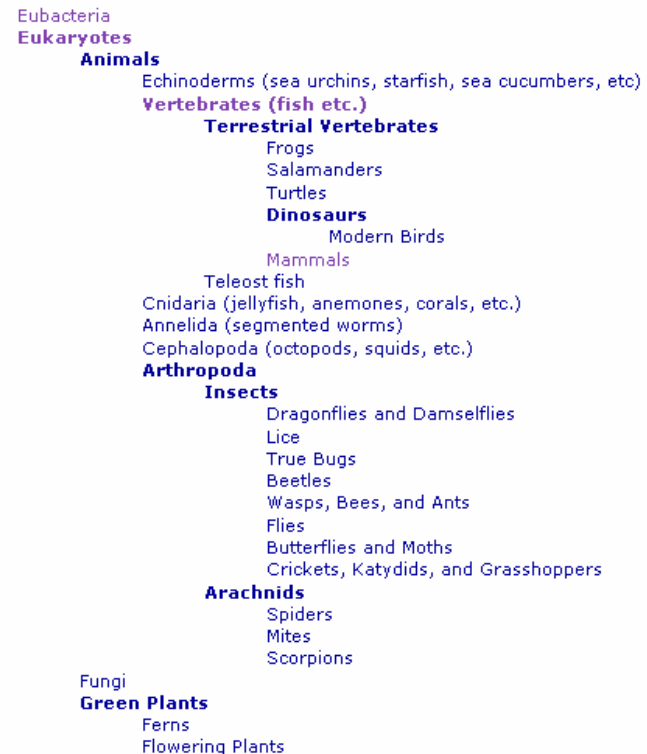 Eubacteria
Eukaryotes
Animals
Echinoderms (sea urchins, starfish, sea cucumbers, etc)
Vertebrates (fish etc.)
Terrestrial Vertebrates
Frogs
Salamanders
Turtles
Dinosaurs
Modern Birds
Mammals
Teleost fish
Cnidaria (jellyfish, anemones, corals, etc.)
Annelida (segmented worms)
Cephalopoda (octopods, squids, etc.)
Arthropoda
Insects
Dragonflies and Damselflies
Lice
True Bugs
Beetles
Wasps, Bees, and Ants
Flies
Butterflies and Moths
Crickets, Katydids, and Grasshoppers
Arachnids
Spiders
Mites
Scorpions
Fungi
Green Plants
Ferns
Flowering Plants